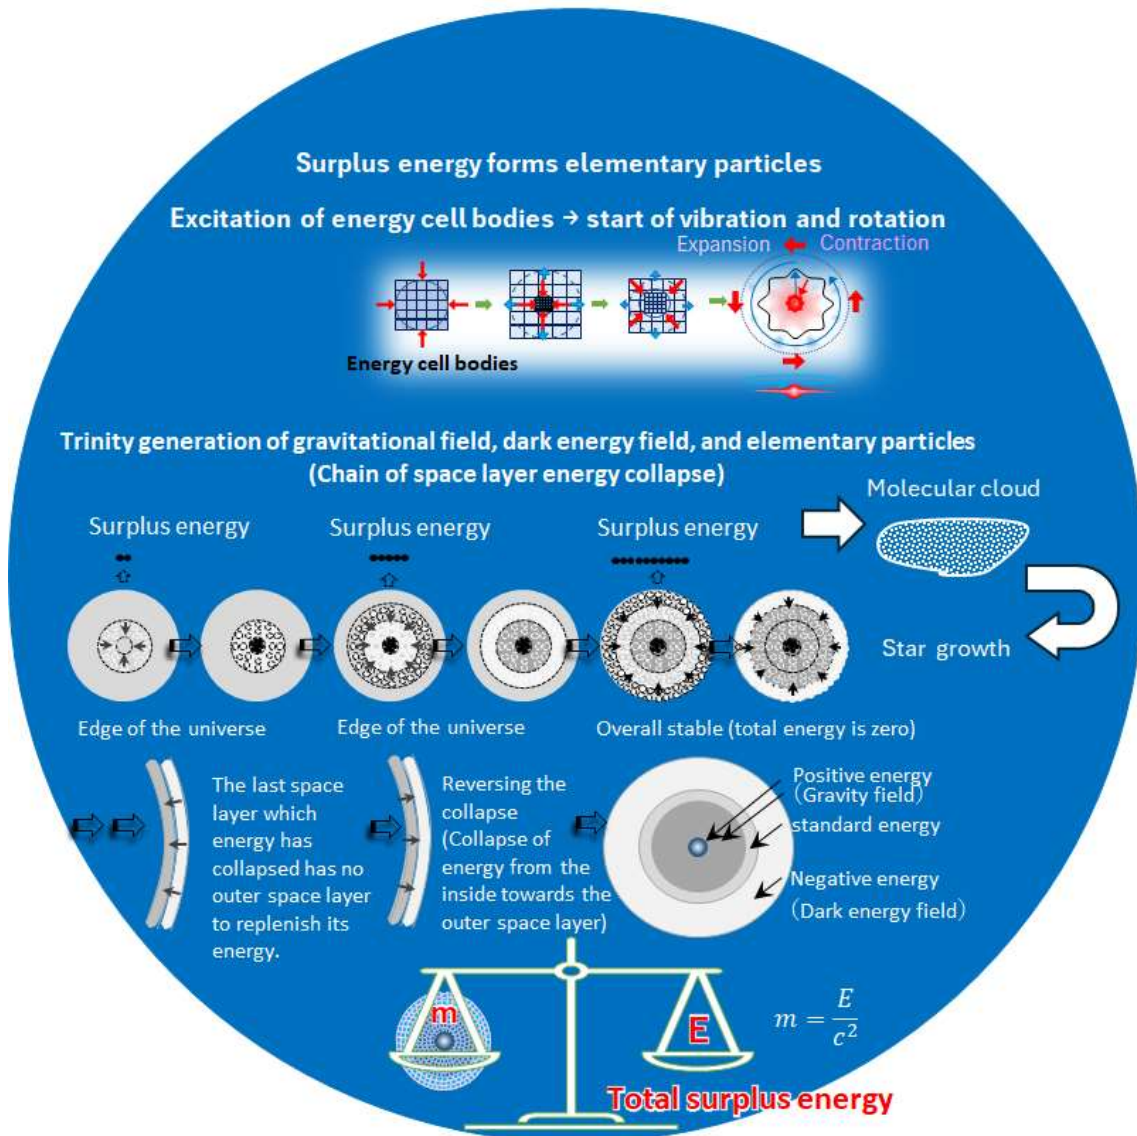 Surplus energy forms elementary particles
Excitation of energy cell bodies → start of vibration and rotation
Expansion
Contraction
Energy cell bodies
Trinity generation of gravitational field, dark energy field, and elementary particles
(Chain of space layer energy collapse)
Molecular cloud
Surplus energy
Surplus energy
Surplus energy
Star growth
Edge of the universe
Edge of the universe
Overall stable (total energy is zero)
The last space
layer which
energy has
collapsed has no
outer space layer
to replenish its
energy.
Reversing the
collapse
(Collapse of
energy from the
inside towards the
outer space layer)
Positive energy
(Gravity field)
standard energy
Negative energy
(Dark energy field)
m
E
m = E/c²
Total surplus energy